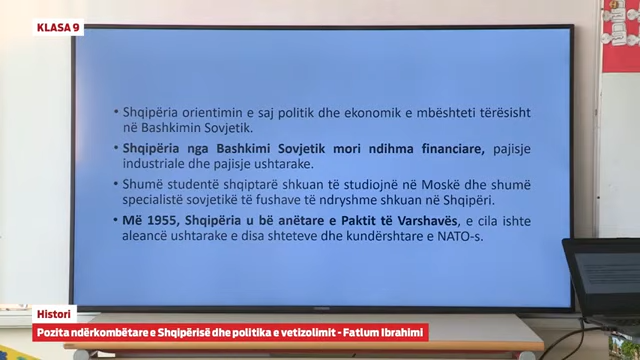 KLASA 9
• Shqipëria orientimin e saj politik dhe ekonomik e mbështeti tërësisht
në Bashkimin Sovjetik.
• Shqipëria nga Bashkimi Sovjetik mori ndihma financiare, pajisje
industriale dhe pajisje ushtarake.
• Shumë studentë shqiptarë shkuan të studiojnë në Moskë dhe shumë
specialistë sovjetikë të fushave të ndryshme shkuan në Shqipëri.
• Më 1955, Shqipëria u bë anëtare e Paktit të Varshavës, e cila ishte
aleancë ushtarake e disa shteteve dhe kundërshtare e NATO-s.
Histori
Pozita ndërkombëtare e Shqipërisë dhe politika e vetizolimit - Fatlum Ibrahimi